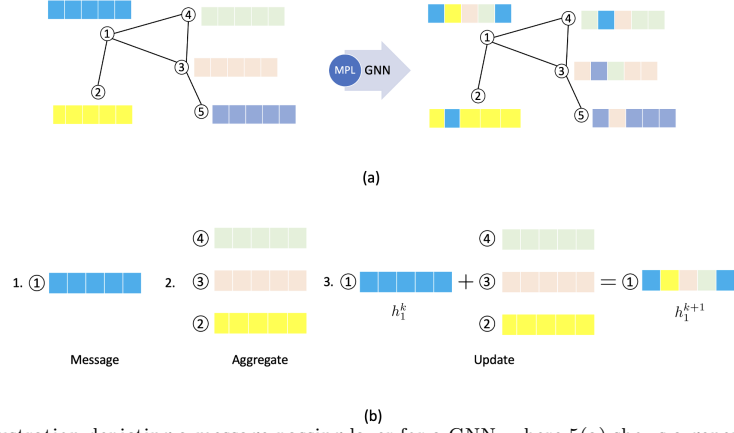 4
1
3
2
5
MPL GNN
4
1
3
2
5
(a)
4 4
1. 1 2. 3 3. 1 + 3 = 1
h_1^k h_1^{k+1}
2 2
Message Aggregate Update
(b)